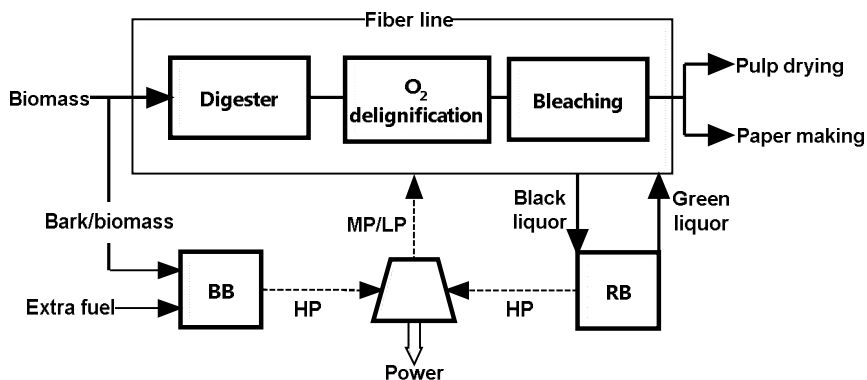 Fiber line
Biomass
Digester
O2
delignification
Bleaching
Pulp drying
Paper making
Bark/biomass
MP/LP
Black
liquor
Green
liquor
Extra fuel
BB
HP
HP
RB
Power